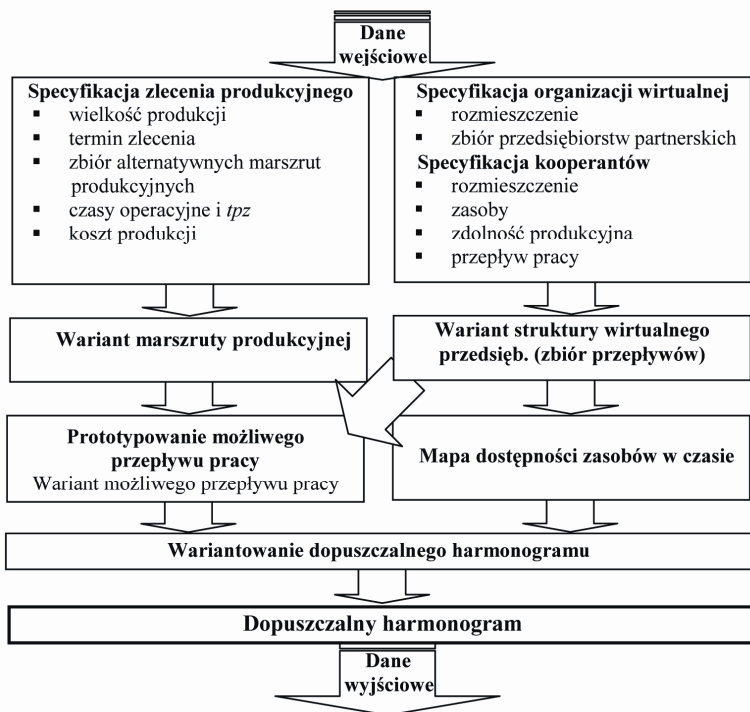 Dane
wejściowe
Specyfikacja zlecenia produkcyjnego
▪ wielkość produkcji
▪ termin zlecenia
▪ zbiór alternatywnych marszrut
produkcyjnych
▪ czasy operacyjne i tpz
▪ koszt produkcji
Specyfikacja organizacji wirtualnej
▪ rozmieszczenie
▪ zbiór przedsiębiorstw partnerskich
Specyfikacja kooperantów
▪ rozmieszczenie
▪ zasoby
▪ zdolność produkcyjna
▪ przepływ pracy
Wariant marszruty produkcyjnej
Wariant struktury wirtualnego
przedsięb. (zbiór przepływów)
Prototypowanie możliwego
przepływu pracy
Wariant możliwego przepływu pracy
Mapa dostępności zasobów w czasie
Wariantowanie dopuszczalnego harmonogramu
Dopuszczalny harmonogram
Dane
wyjściowe